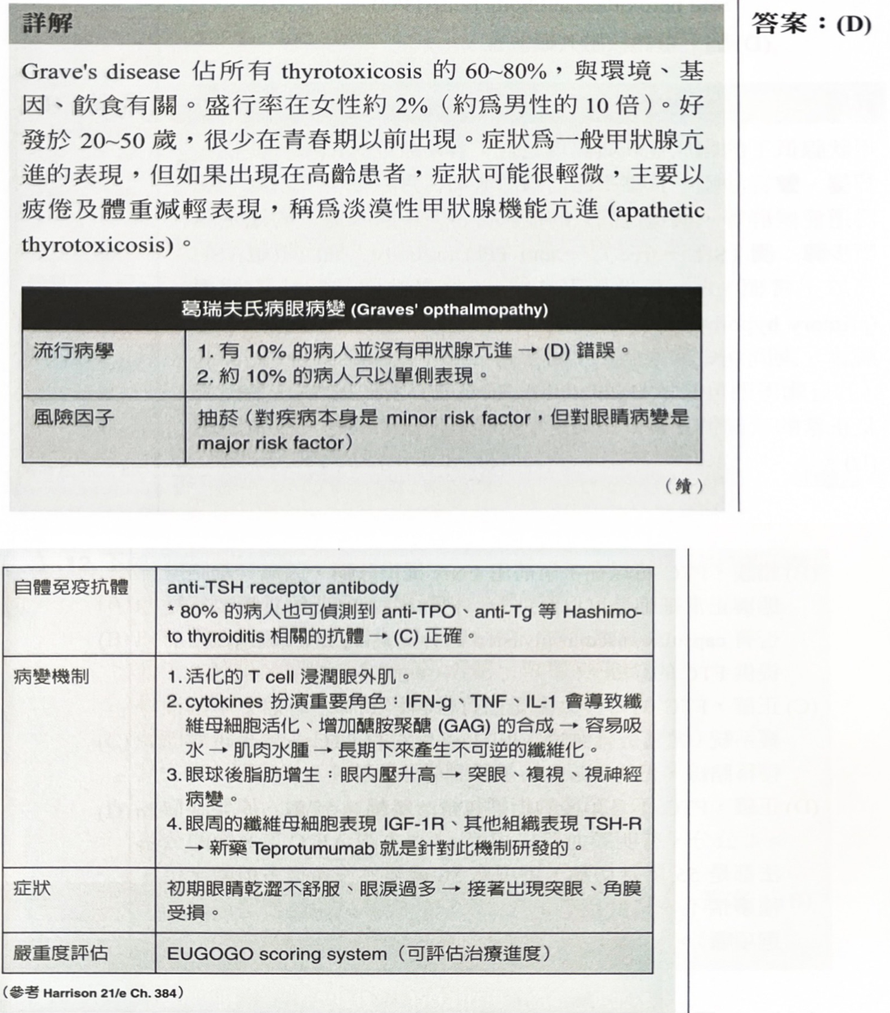 詳解
答案：(D)
Grave's disease 佔所有 thyrotoxicosis 的 60~80%，與環境、基
因、飲食有關。盛行率在女性約 2%（約爲男性的 10 倍）。好
發於 20~50 歲，很少在青春期以前出現。症狀爲一般甲狀腺亢
進的表現，但如果出現在高齡患者，症狀可能很輕微，主要以
疲倦及體重減輕表現，稱爲淡漠性甲狀腺機能亢進 (apathetic
thyrotoxicosis)。
葛瑞夫氏病眼病變 (Graves' opthalmopathy)
流行病學
1. 有 10% 的病人並沒有甲狀腺亢進 → (D) 錯誤。
2. 約 10% 的病人只以單側表現。
風險因子
抽菸（對疾病本身是 minor risk factor，但對眼睛病變是
major risk factor）
（續）
自體免疫抗體
anti-TSH receptor antibody
* 80% 的病人也可偵測到 anti-TPO、anti-Tg 等 Hashimo-
to thyroiditis 相關的抗體 → (C) 正確。
病變機制
1. 活化的 T cell 浸潤眼外肌。
2. cytokines 扮演重要角色：IFN-g、TNF、IL-1 會導致纖
維母細胞活化、增加醣胺聚醣 (GAG) 的合成 → 容易吸
水 → 肌肉水腫 → 長期下來產生不可逆的纖維化。
3. 眼球後脂肪增生：眼內壓升高 → 突眼、複視、視神經
病變。
4. 眼周的纖維母細胞表現 IGF-1R、其他組織表現 TSH-R
→ 新藥 Teprotumumab 就是針對此機制研發的。
症狀
初期眼睛乾澀不舒服、眼淚過多 → 接著出現突眼、角膜
受損。
嚴重度評估
EUGOGO scoring system（可評估治療進度）
（參考 Harrison 21/e Ch. 384）